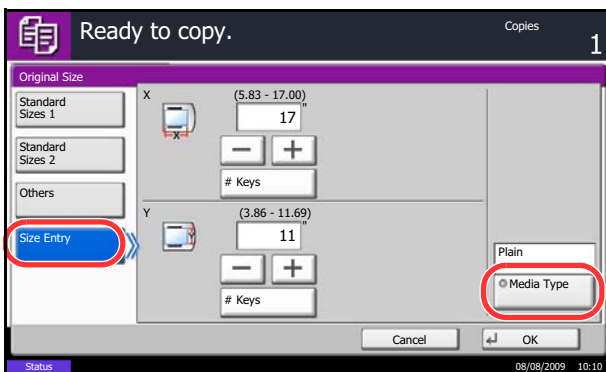 Ready to copy.
Copies
1
Original Size
Standard
Sizes 1
Standard
Sizes 2
Others
Size Entry
X
(5.83 - 17.00)
17 "
X
# Keys
Y
(3.86 - 11.69)
11 "
Y
# Keys
Plain
Media Type
Cancel
OK
Status
08/08/2009 10:10